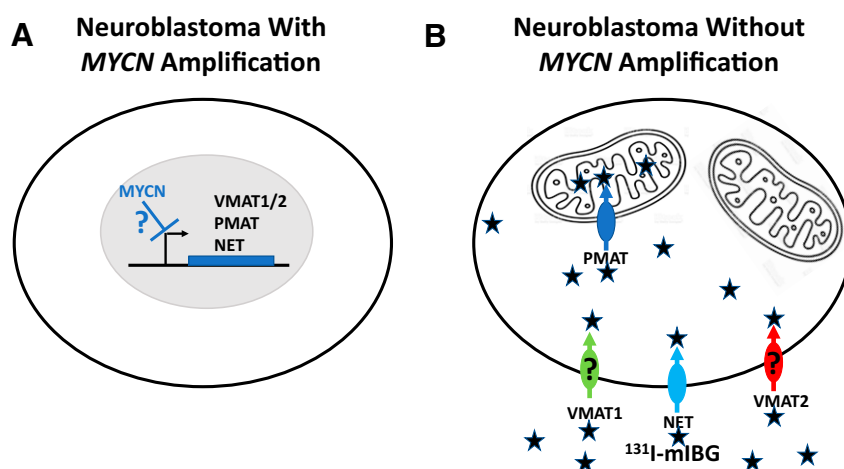 A
Neuroblastoma With
MYCN Amplification
MYCN
?
VMAT1/2
PMAT
NET
B
Neuroblastoma Without
MYCN Amplification
PMAT
?
?
VMAT1
NET
VMAT2
131I-mIBG